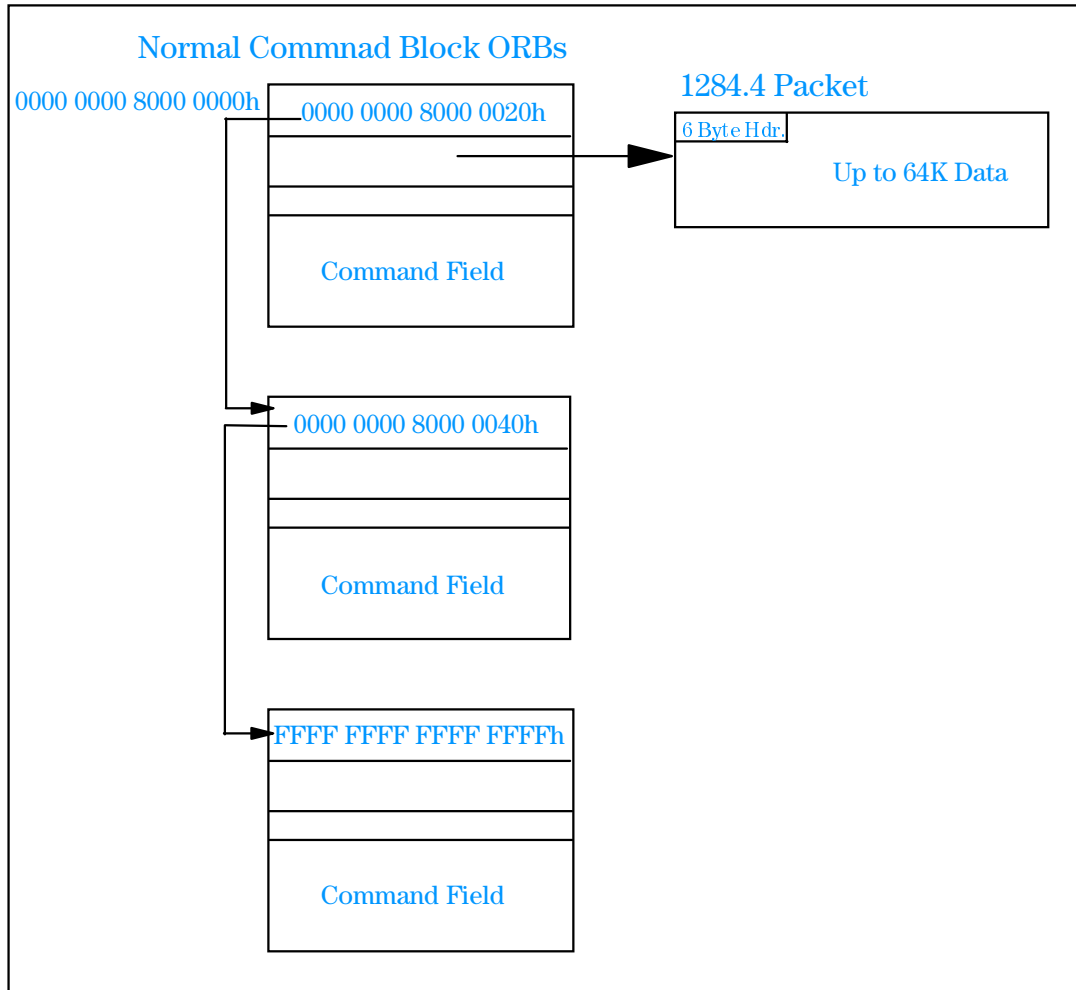 Normal Commnad Block ORBs
0000 0000 8000 0000h
0000 0000 8000 0020h
1284.4 Packet
6 Byte Hdr.
Up to 64K Data
Command Field
0000 0000 8000 0040h
Command Field
FFFF FFFF FFFF FFFFh
Command Field